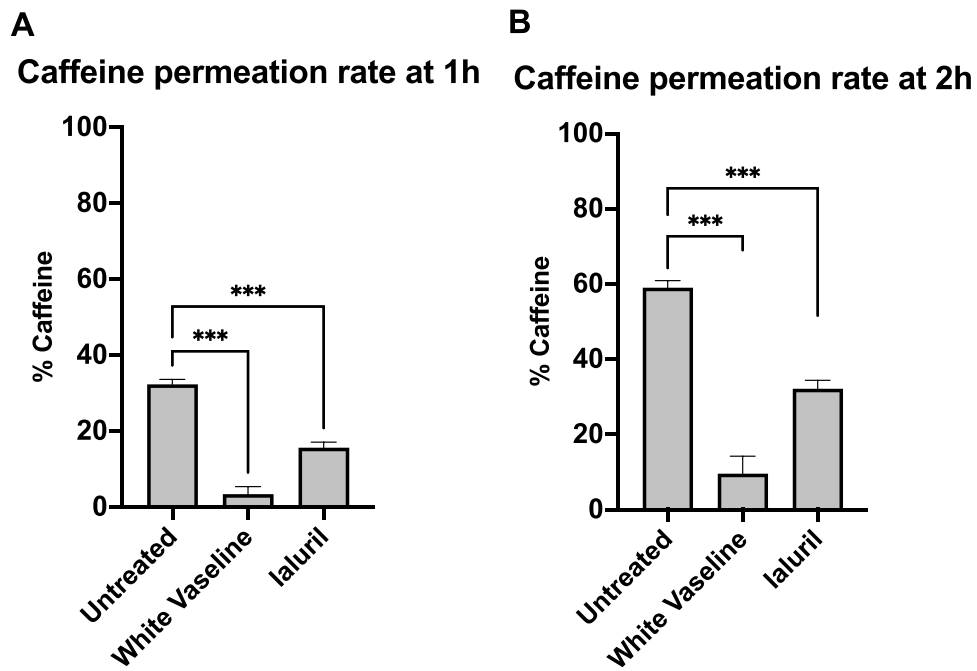 A
Caffeine permeation rate at 1h
100
80
60
40
20
0
% Caffeine
***
***
Untreated
White Vaseline
Ialuril
B
Caffeine permeation rate at 2h
100
80
60
40
20
0
% Caffeine
***
***
Untreated
White Vaseline
Ialuril